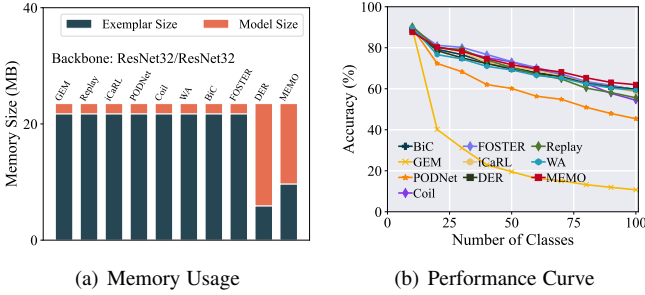 Exemplar Size
Model Size
Backbone: ResNet32/ResNet32
GEM
Replay
iCaRL
PODNet
Coil
WA
BiC
FOSTER
DER
MEMO
40
20
0
Memory Size (MB)
(a) Memory Usage
100
80
60
40
20
0
Accuracy (%)
BiC
FOSTER
Replay
GEM
iCaRL
WA
PODNet
DER
MEMO
Coil
0
25
50
75
100
Number of Classes
(b) Performance Curve